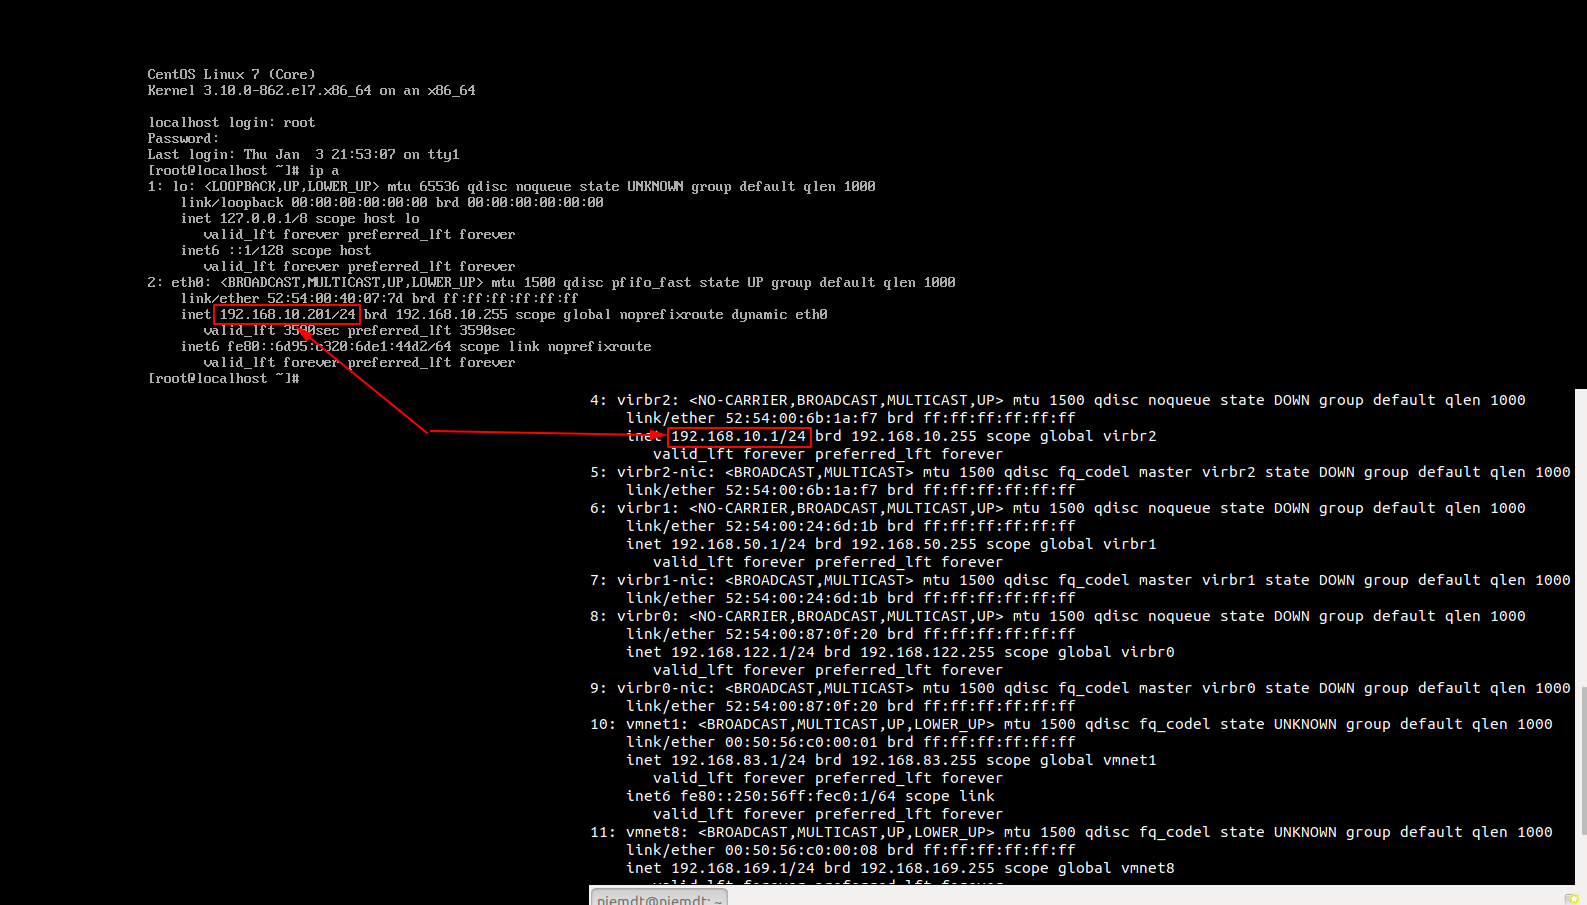 CentOS Linux 7 (Core)
Kernel 3.10.0-862.el7.x86_64 on an x86_64
localhost login: root
Password:
Last login: Thu Jan  3 21:53:07 on tty1
[root@localhost ~]# ip a
1: lo: <LOOPBACK,UP,LOWER_UP> mtu 65536 qdisc noqueue state UNKNOWN group default qlen 1000
link/loopback 00:00:00:00:00:00 brd 00:00:00:00:00:00
inet 127.0.0.1/8 scope host lo
valid_lft forever preferred_lft forever
inet6 ::1/128 scope host
valid_lft forever preferred_lft forever
2: eth0: <BROADCAST,MULTICAST,UP,LOWER_UP> mtu 1500 qdisc pfifo_fast state UP group default qlen 1000
link/ether 52:54:00:40:07:7d brd ff:ff:ff:ff:ff:ff
inet 192.168.10.201/24 brd 192.168.10.255 scope global noprefixroute dynamic eth0
valid_lft 3590sec preferred_lft 3590sec
inet6 scope link noprefixroute
valid_lft forever preferred_lft forever
[root@localhost ~]#
4: virbr2: <NO-CARRIER,BROADCAST,MULTICAST,UP> mtu 1500 qdisc noqueue state DOWN group default qlen 1000
link/ether 52:54:00:6b:1a:f7 brd ff:ff:ff:ff:ff:ff
inet 192.168.10.1/24 brd 192.168.10.255 scope global virbr2
valid_lft forever preferred_lft forever
5: virbr2-nic: <BROADCAST,MULTICAST> mtu 1500 qdisc fq_codel master virbr2 state DOWN group default qlen 1000
link/ether 52:54:00:6b:1a:f7 brd ff:ff:ff:ff:ff:ff
6: virbr1: <NO-CARRIER,BROADCAST,MULTICAST,UP> mtu 1500 qdisc noqueue state DOWN group default qlen 1000
link/ether 52:54:00:24:6d:1b brd ff:ff:ff:ff:ff:ff
inet 192.168.50.1/24 brd 192.168.50.255 scope global virbr1
valid_lft forever preferred_lft forever
7: virbr1-nic: <BROADCAST,MULTICAST> mtu 1500 qdisc fq_codel master virbr1 state DOWN group default qlen 1000
link/ether 52:54:00:24:6d:1b brd ff:ff:ff:ff:ff:ff
8: virbr0: <NO-CARRIER,BROADCAST,MULTICAST,UP> mtu 1500 qdisc noqueue state DOWN group default qlen 1000
link/ether 52:54:00:87:0f:20 brd ff:ff:ff:ff:ff:ff
inet 192.168.122.1/24 brd 192.168.122.255 scope global virbr0
valid_lft forever preferred_lft forever
9: virbr0-nic: <BROADCAST,MULTICAST> mtu 1500 qdisc fq_codel master virbr0 state DOWN group default qlen 1000
link/ether 52:54:00:87:0f:20 brd ff:ff:ff:ff:ff:ff
10: vmnet1: <BROADCAST,MULTICAST,UP,LOWER_UP> mtu 1500 qdisc fq_codel state UNKNOWN group default qlen 1000
link/ether 00:50:56:c0:00:01 brd ff:ff:ff:ff:ff:ff
inet 192.168.83.1/24 brd 192.168.83.255 scope global vmnet1
valid_lft forever preferred_lft forever
inet6 fe80::250:56ff:fec0:1/64 scope link
valid_lft forever preferred_lft forever
11: vmnet8: <BROADCAST,MULTICAST,UP,LOWER_UP> mtu 1500 qdisc fq_codel state UNKNOWN group default qlen 1000
link/ether 00:50:56:c0:00:08 brd ff:ff:ff:ff:ff:ff
inet 192.168.169.1/24 brd 192.168.169.255 scope global vmnet8